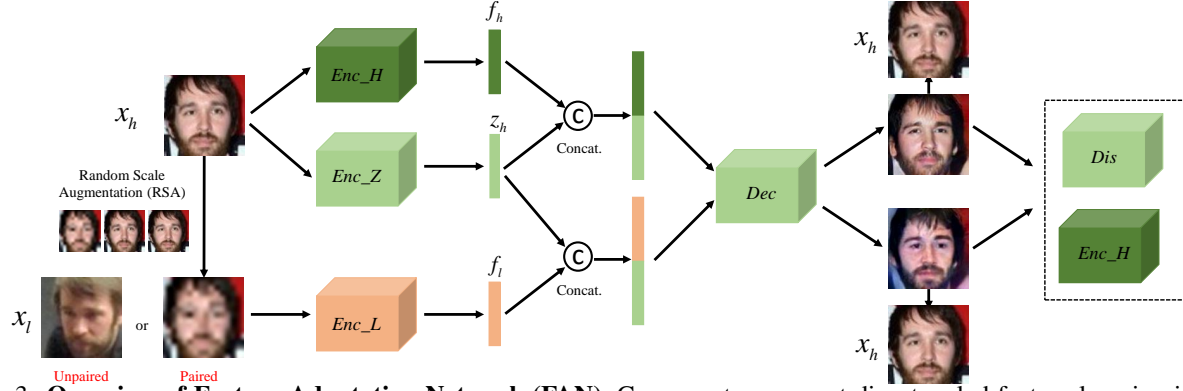 x_h
Random Scale
Augmentation (RSA)
x_l
or
Unpaired
Paired
Enc_H
Enc_Z
Enc_L
f_h
z_h
f_l
C
Concat.
C
Concat.
Dec
x_h
x_h
Dis
Enc_H